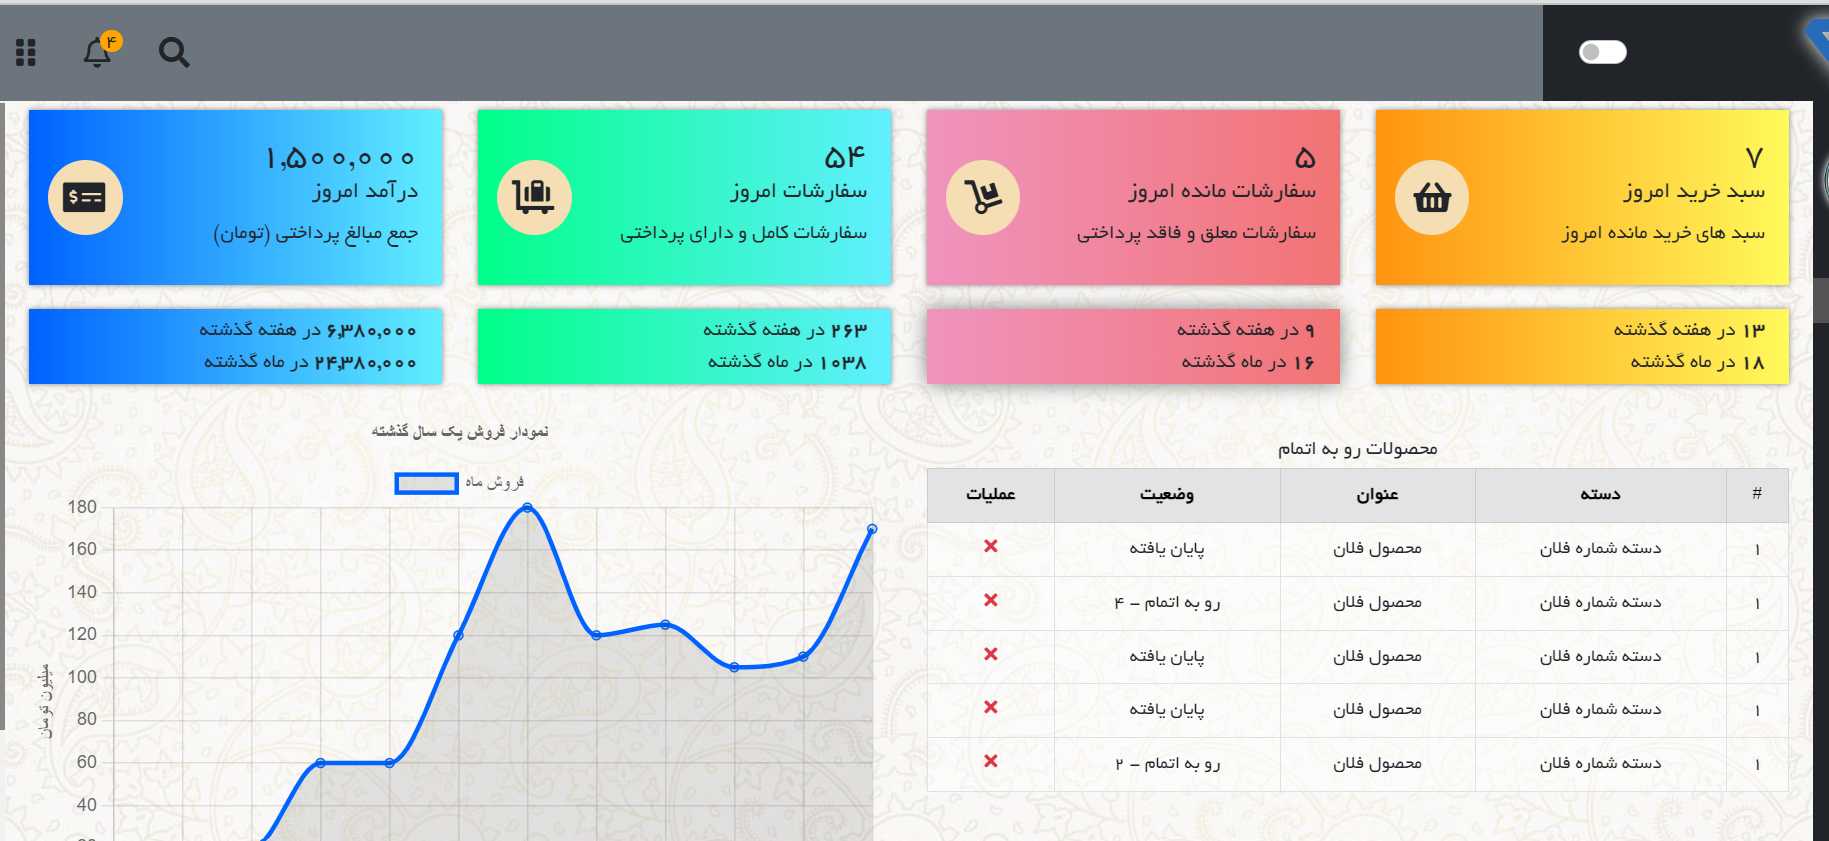 ۴
۷
سبد خرید امروز
سبد های خرید مانده امروز
۵
سفارشات مانده امروز
سفارشات معلق و فاقد پرداختی
۵۴
سفارشات امروز
سفارشات کامل و دارای پرداختی
۱,۵۰۰,۰۰۰
درآمد امروز
جمع مبالغ پرداختی (تومان)
۱۳ در هفته گذشته
۱۸ در ماه گذشته
۹ در هفته گذشته
۱۶ در ماه گذشته
۲۶۳ در هفته گذشته
۱۰۳۸ در ماه گذشته
۶,۳۸۰,۰۰۰ در هفته گذشته
۲۴,۳۸۰,۰۰۰ در ماه گذشته
محصولات رو به اتمام
# دسته عنوان وضعیت عملیات
۱ دسته شماره فلان محصول فلان پایان یافته
۱ دسته شماره فلان محصول فلان رو به اتمام - ۴
۱ دسته شماره فلان محصول فلان پایان یافته
۱ دسته شماره فلان محصول فلان پایان یافته
۱ دسته شماره فلان محصول فلان رو به اتمام - ۲
نمودار فروش یک سال گذشته
فروش ماه
میلیون تومان
180
160
140
120
100
80
60
40